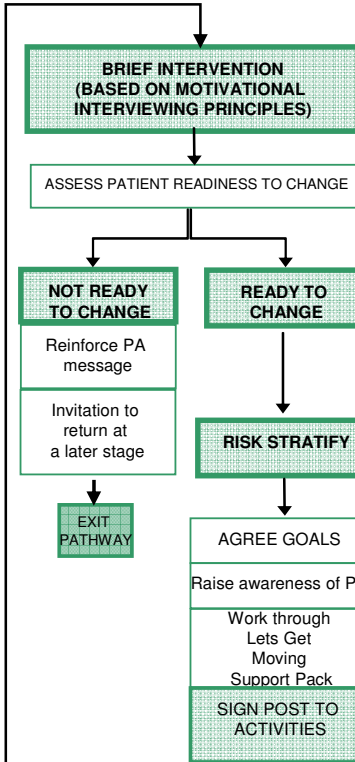 BRIEF INTERVENTION
(BASED ON MOTIVATIONAL
INTERVIEWING PRINCIPLES)
ASSESS PATIENT READINESS TO CHANGE
NOT READY
TO CHANGE
Reinforce PA
message
Invitation to
return at
a later stage
EXIT
PATHWAY
READY TO
CHANGE
RISK STRATIFY
AGREE GOALS
Raise awareness of P
Work through
Lets Get
Moving
Support Pack
SIGN POST TO
ACTIVITIES